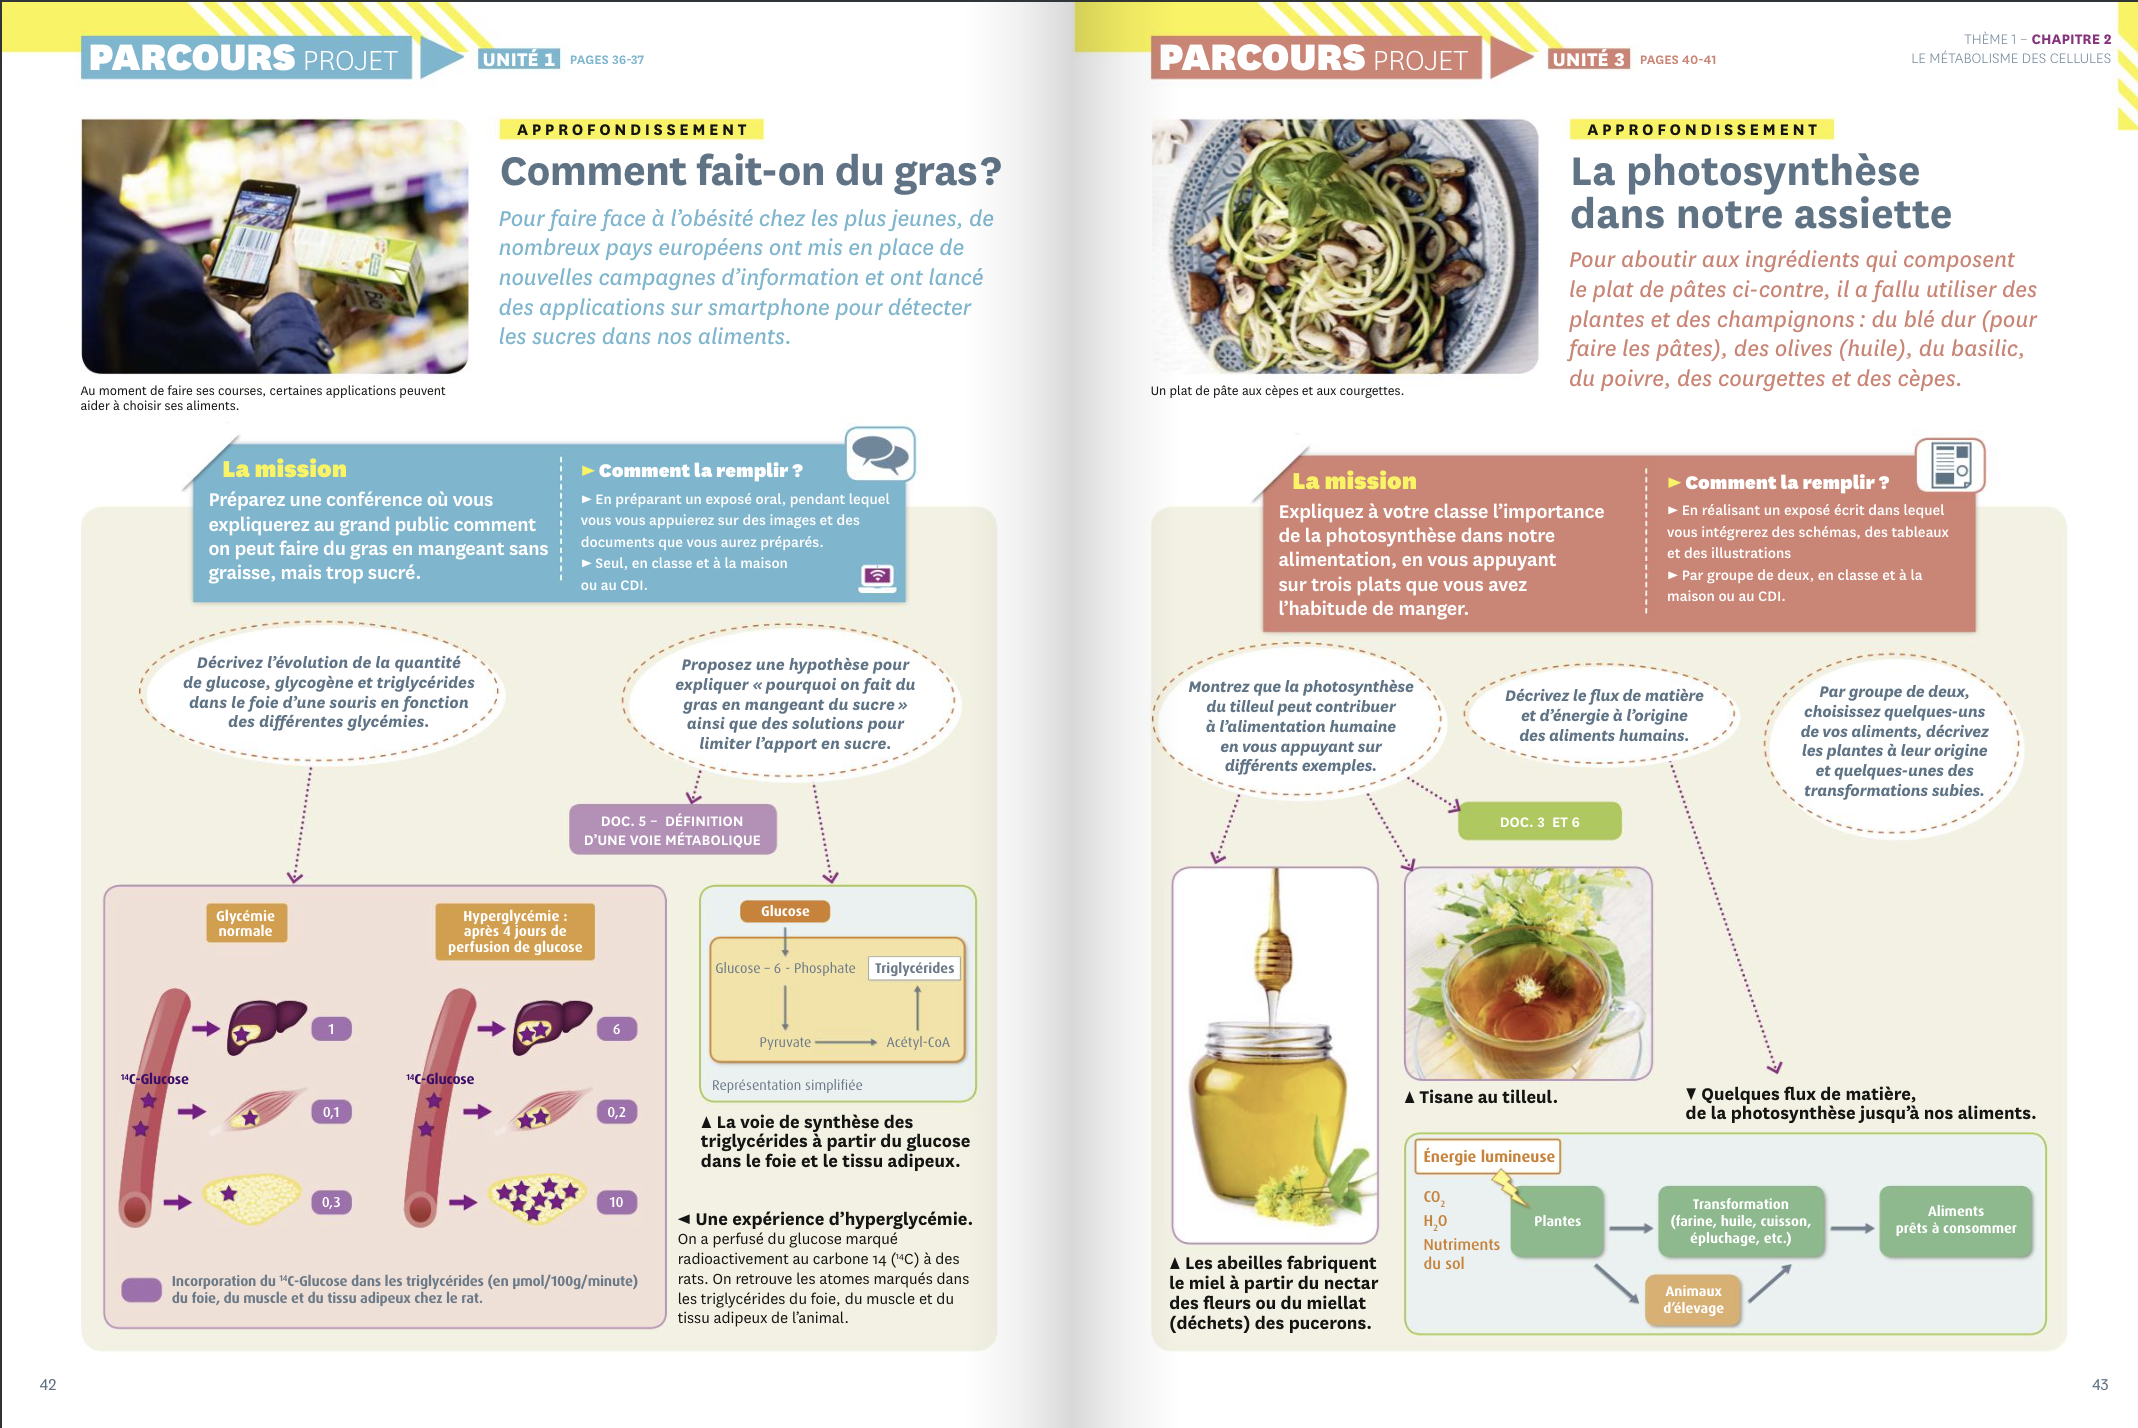 PARCOURS PROJET
UNITÉ 1 PAGES 36-37
APPROFONDISSEMENT
Comment fait-on du gras ?
Pour faire face à l’obésité chez les plus jeunes, de
nombreux pays européens ont mis en place de
nouvelles campagnes d’information et ont lancé
des applications sur smartphone pour détecter
les sucres dans nos aliments.
Au moment de faire ses courses, certaines applications peuvent
aider à choisir ses aliments.
La mission
Préparez une conférence où vous
expliquerez au grand public comment
on peut faire du gras en mangeant sans
graisse, mais trop sucré.
► Comment la remplir ?
► En préparant un exposé oral, pendant lequel
vous vous appuierez sur des images et des
documents que vous aurez préparés.
► Seul, en classe et à la maison
ou au CDI.
Décrivez l’évolution de la quantité
de glucose, glycogène et triglycérides
dans le foie d’une souris en fonction
des différentes glycémies.
Proposez une hypothèse pour
expliquer « pourquoi on fait du
gras en mangeant du sucre »
ainsi que des solutions pour
limiter l’apport en sucre.
DOC. 5 – DÉFINITION
D’UNE VOIE MÉTABOLIQUE
Glycémie
normale
Hyperglycémie :
après 4 jours de
perfusion de glucose
1
6
¹⁴C-Glucose
¹⁴C-Glucose
0,1
0,2
0,3
10
Incorporation du ¹⁴C-Glucose dans les triglycérides (en µmol/100g/minute)
du foie, du muscle et du tissu adipeux chez le rat.
Glucose
Glucose – 6 - Phosphate
Triglycérides
Pyruvate
Acétyl-CoA
Représentation simplifiée
▲ La voie de synthèse des
triglycérides à partir du glucose
dans le foie et le tissu adipeux.
◄ Une expérience d’hyperglycémie.
On a perfusé du glucose marqué
radioactivement au carbone 14 (¹⁴C) à des
rats. On retrouve les atomes marqués dans
les triglycérides du foie, du muscle et du
tissu adipeux de l’animal.
42
PARCOURS PROJET
UNITÉ 3 PAGES 40-41
THÈME 1 – CHAPITRE 2
LE MÉTABOLISME DES CELLULES
APPROFONDISSEMENT
La photosynthèse
dans notre assiette
Pour aboutir aux ingrédients qui composent
le plat de pâtes ci-contre, il a fallu utiliser des
plantes et des champignons : du blé dur (pour
faire les pâtes), des olives (huile), du basilic,
du poivre, des courgettes et des cèpes.
Un plat de pâte aux cèpes et aux courgettes.
La mission
Expliquez à votre classe l’importance
de la photosynthèse dans notre
alimentation, en vous appuyant
sur trois plats que vous avez
l’habitude de manger.
► Comment la remplir ?
► En réalisant un exposé écrit dans lequel
vous intégrerez des schémas, des tableaux
et des illustrations
► Par groupe de deux, en classe et à la
maison ou au CDI.
Montrez que la photosynthèse
du tilleul peut contribuer
à l’alimentation humaine
en vous appuyant sur
différents exemples.
Décrivez le flux de matière
et d’énergie à l’origine
des aliments humains.
Par groupe de deux,
choisissez quelques-uns
de vos aliments, décrivez
les plantes à leur origine
et quelques-unes des
transformations subies.
DOC. 3 ET 6
▲ Tisane au tilleul.
▼ Quelques flux de matière,
de la photosynthèse jusqu’à nos aliments.
▲ Les abeilles fabriquent
le miel à partir du nectar
des fleurs ou du miellat
(déchets) des pucerons.
Énergie lumineuse
CO₂
H₂O
Nutriments
du sol
Plantes
Transformation
(farine, huile, cuisson,
épluchage, etc.)
Aliments
prêts à consommer
Animaux
d’élevage
43